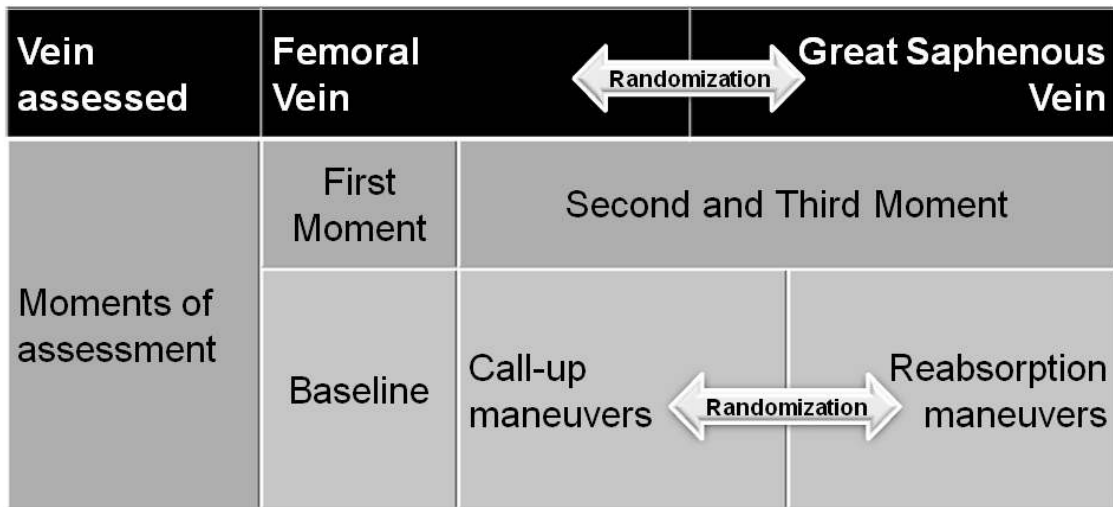 Vein
assessed
Femoral
Vein
Randomization
Great Saphenous
Vein
Moments of
assessment
First
Moment
Second and Third Moment
Baseline
Call-up
maneuvers
Randomization
Reabsorption
maneuvers